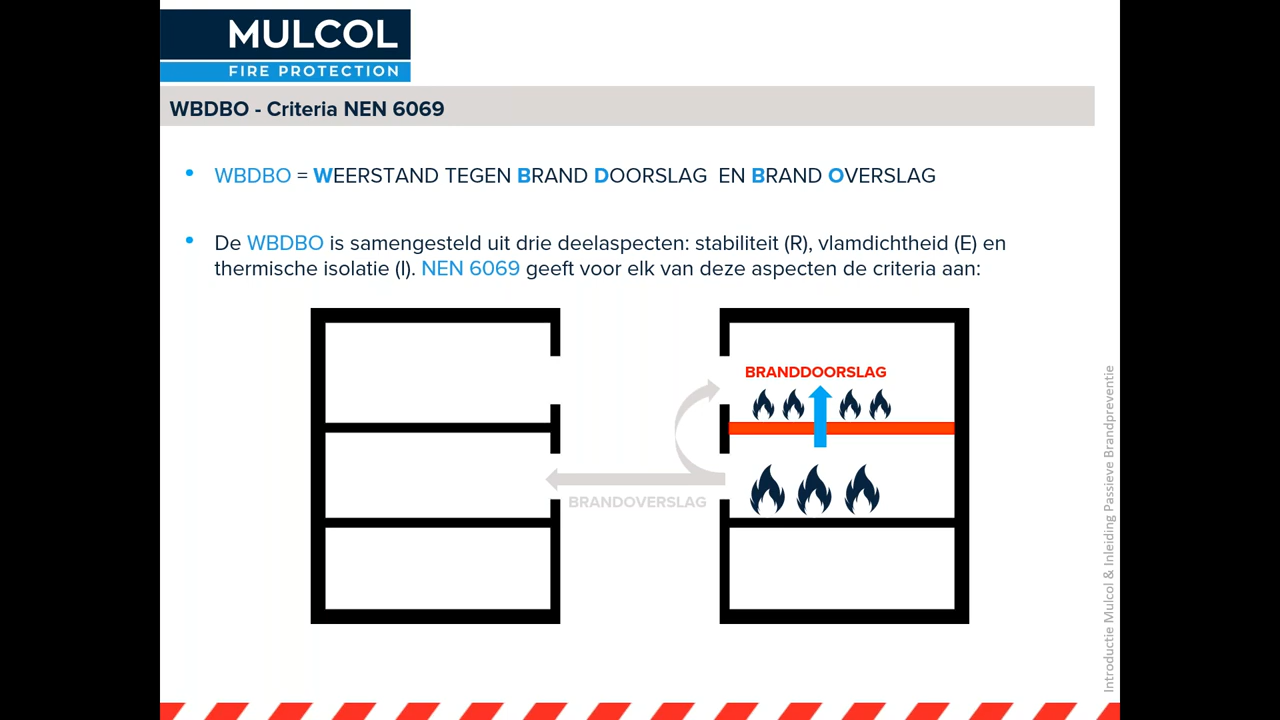 MULCOL
FIRE PROTECTION
WBDBO - Criteria NEN 6069
• WBDBO = WEERSTAND TEGEN BRAND DOORSLAG EN BRAND OVERSLAG
• De WBDBO is samengesteld uit drie deelaspecten: stabiliteit (R), vlamdichtheid (E) en
thermische isolatie (I). NEN 6069 geeft voor elk van deze aspecten de criteria aan:
BRANDDOORSLAG
BRANDOVERSLAG
Introductie Mulcol & Inleiding Passieve Brandpreventie